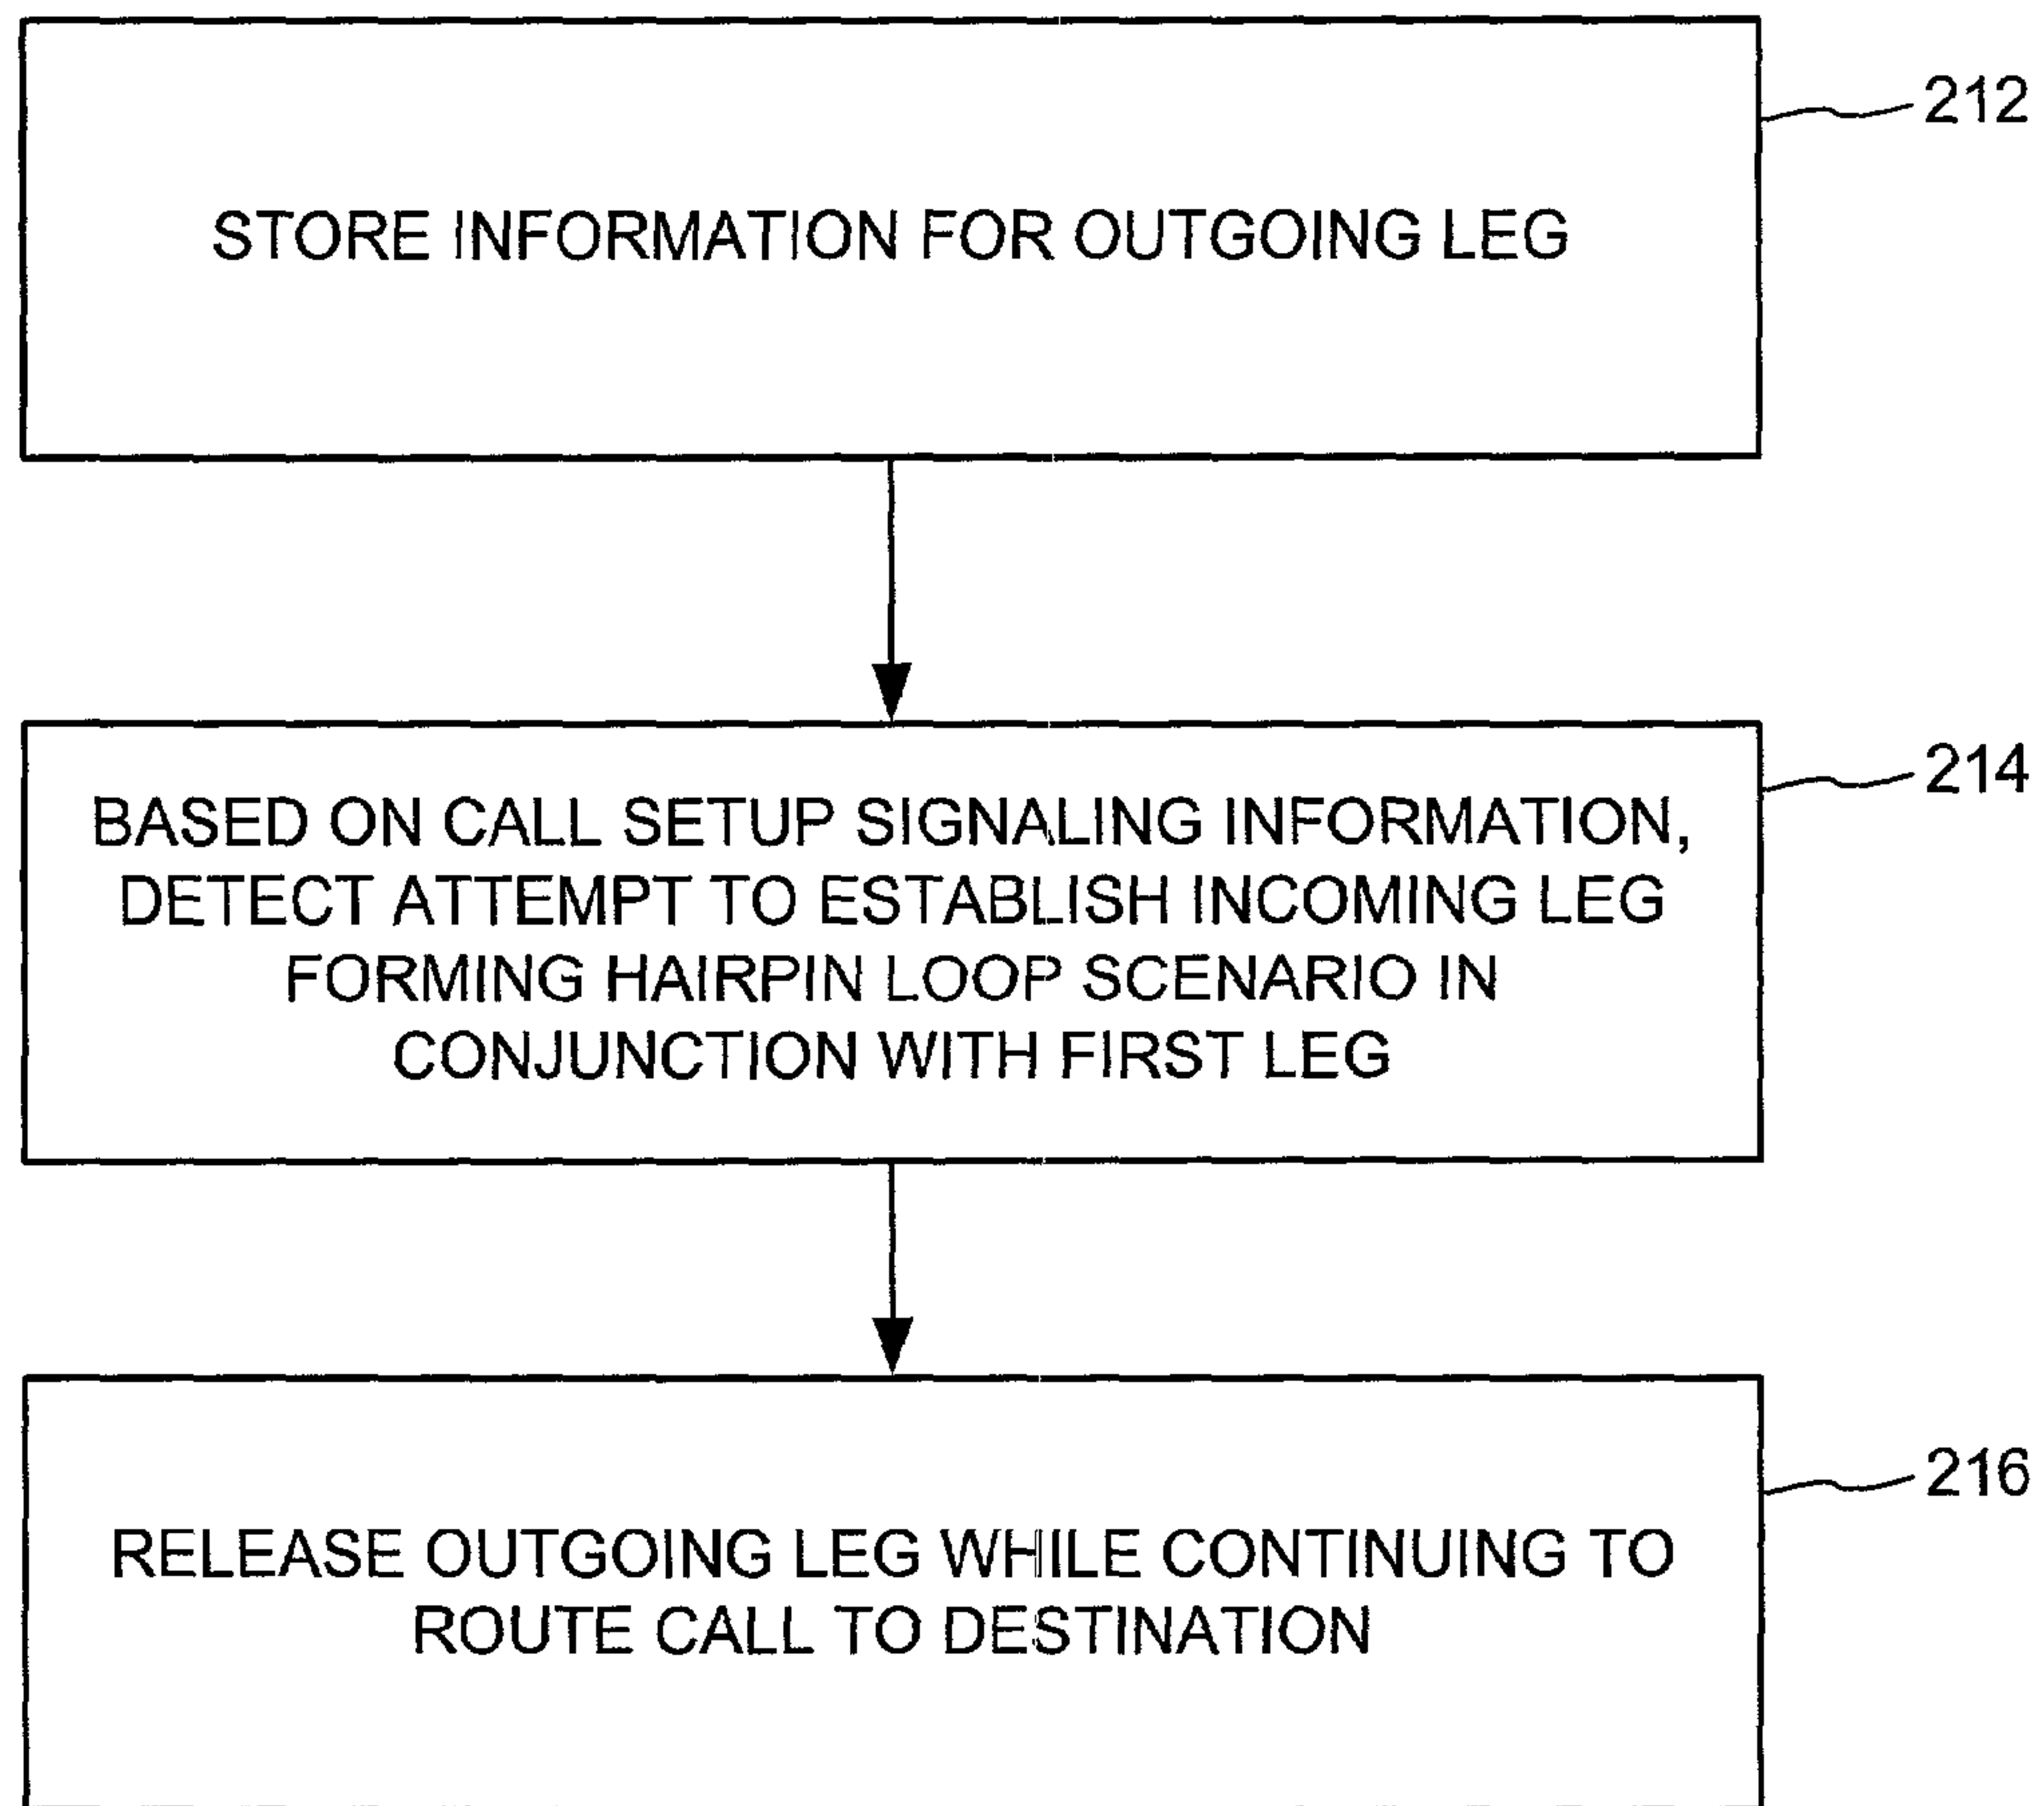 212
STORE INFORMATION FOR OUTGOING LEG
214
BASED ON CALL SETUP SIGNALING INFORMATION,
DETECT ATTEMPT TO ESTABLISH INCOMING LEG
FORMING HAIRPIN LOOP SCENARIO IN
CONJUNCTION WITH FIRST LEG
216
RELEASE OUTGOING LEG WHILE CONTINUING TO
ROUTE CALL TO DESTINATION